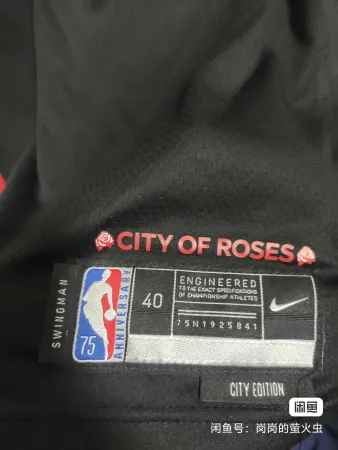 CITY OF ROSES
SWINGMAN
75
ANNIVERSARY
40
ENGINEERED
TO THE EXACT SPECIFICATIONS
OF CHAMPIONSHIP ATHLETES
75N1925841
CITY EDITION
闲鱼
闲鱼号：岗岗的萤火虫